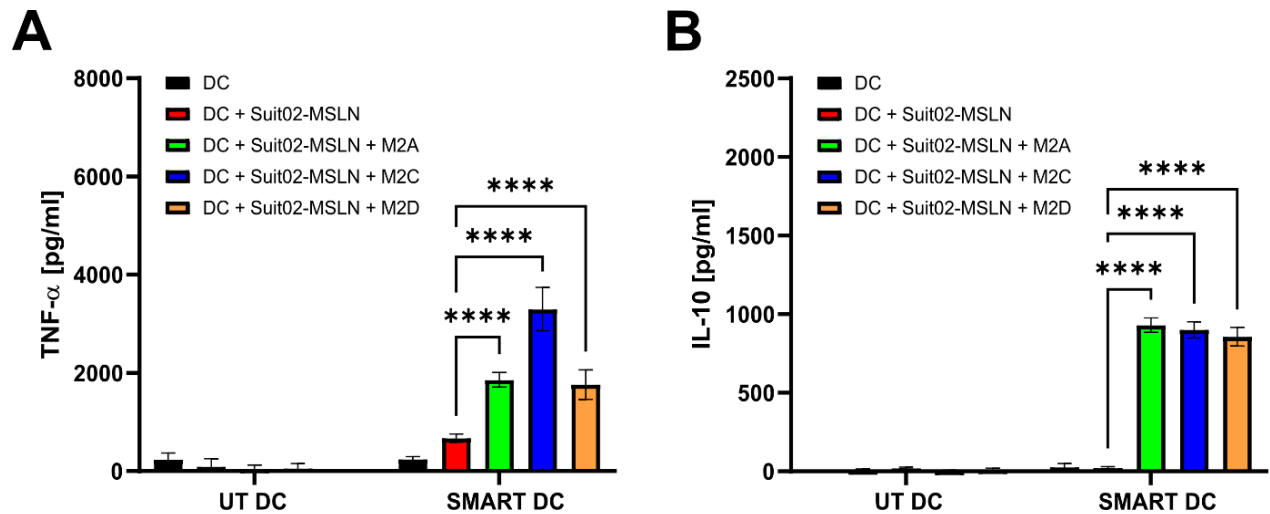 A
8000
6000
4000
2000
0
TNF-α [pg/ml]
DC
DC + Suit02-MSLN
DC + Suit02-MSLN + M2A
DC + Suit02-MSLN + M2C
DC + Suit02-MSLN + M2D
****
****
****
UT DC
SMART DC
B
2500
2000
1500
1000
500
0
IL-10 [pg/ml]
DC
DC + Suit02-MSLN
DC + Suit02-MSLN + M2A
DC + Suit02-MSLN + M2C
DC + Suit02-MSLN + M2D
****
****
****
UT DC
SMART DC